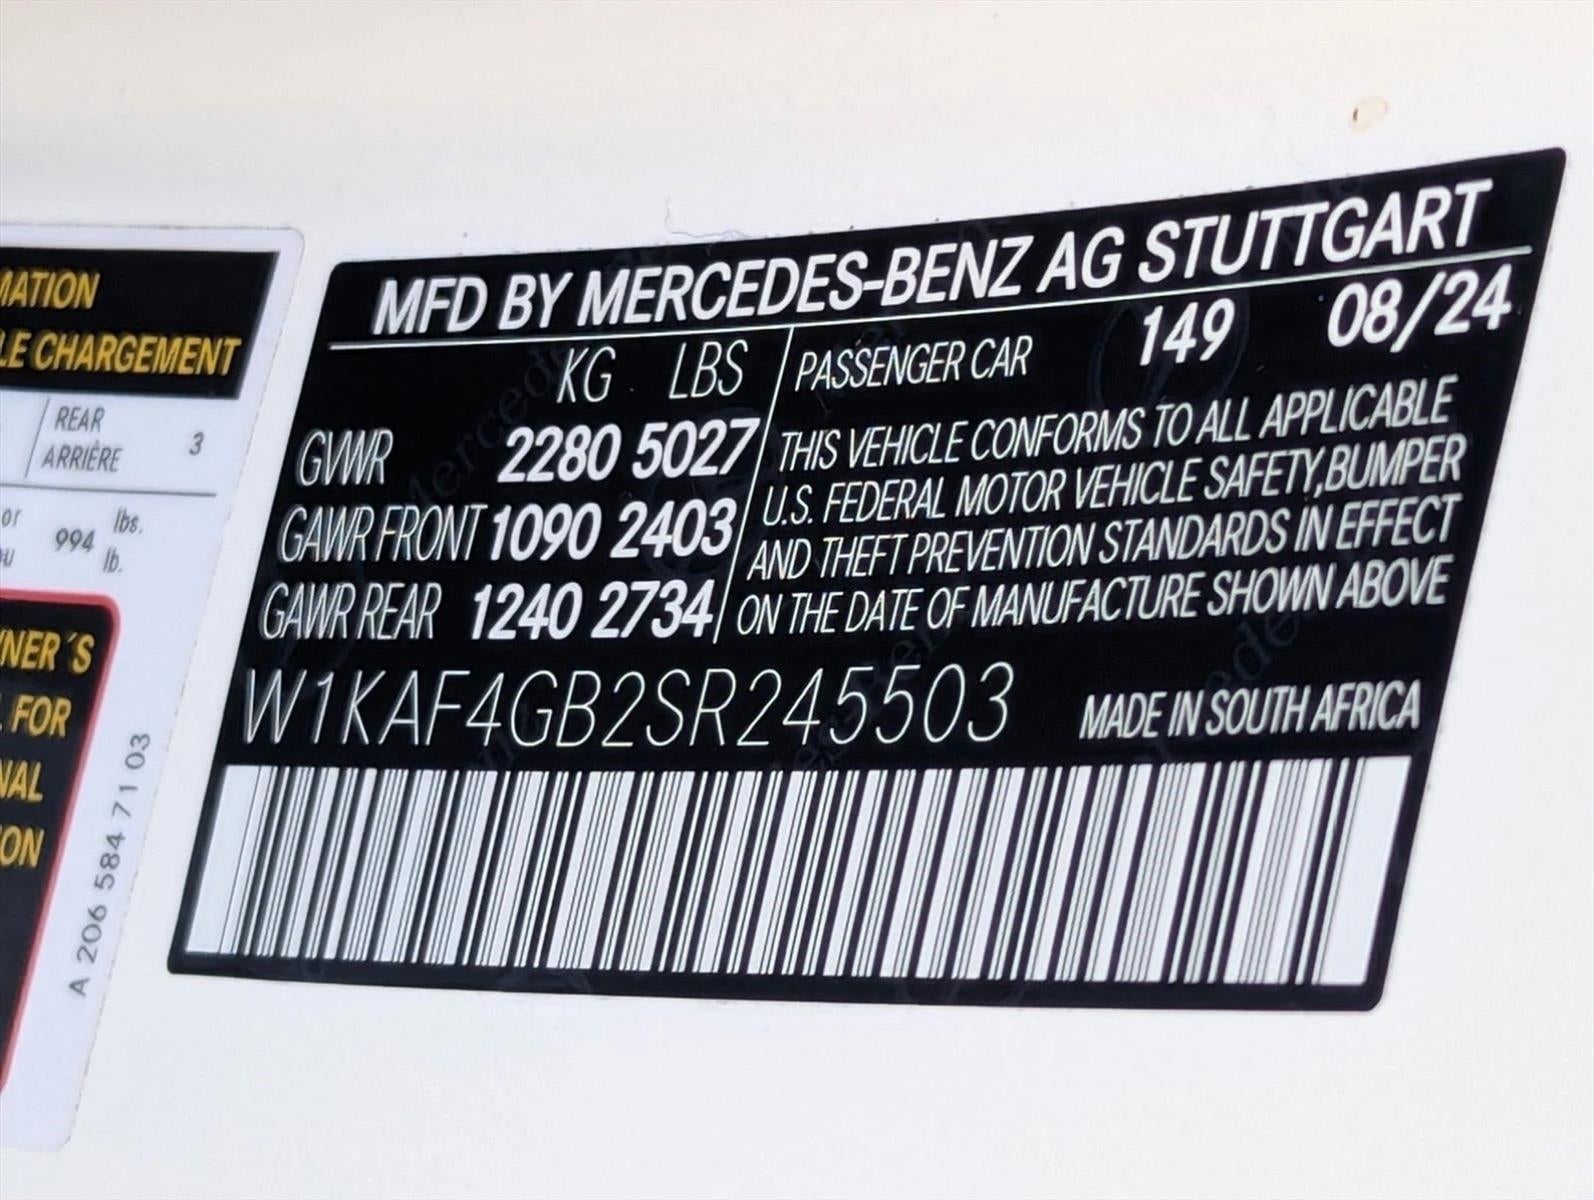 MATION
LE CHARGEMENT
REAR
ARRIÈRE
3
or
994
lbs.
lb.
NER´S
FOR
NAL
ON
A 206 584 71 03
MFD BY MERCEDES-BENZ AG STUTTGART
KG LBS
PASSENGER CAR 149 08/24
GVWR 2280 5027
GAWR FRONT 1090 2403
GAWR REAR 1240 2734
THIS VEHICLE CONFORMS TO ALL APPLICABLE
U.S. FEDERAL MOTOR VEHICLE SAFETY,BUMPER
AND THEFT PREVENTION STANDARDS IN EFFECT
ON THE DATE OF MANUFACTURE SHOWN ABOVE
W1KAF4GB2SR245503 MADE IN SOUTH AFRICA